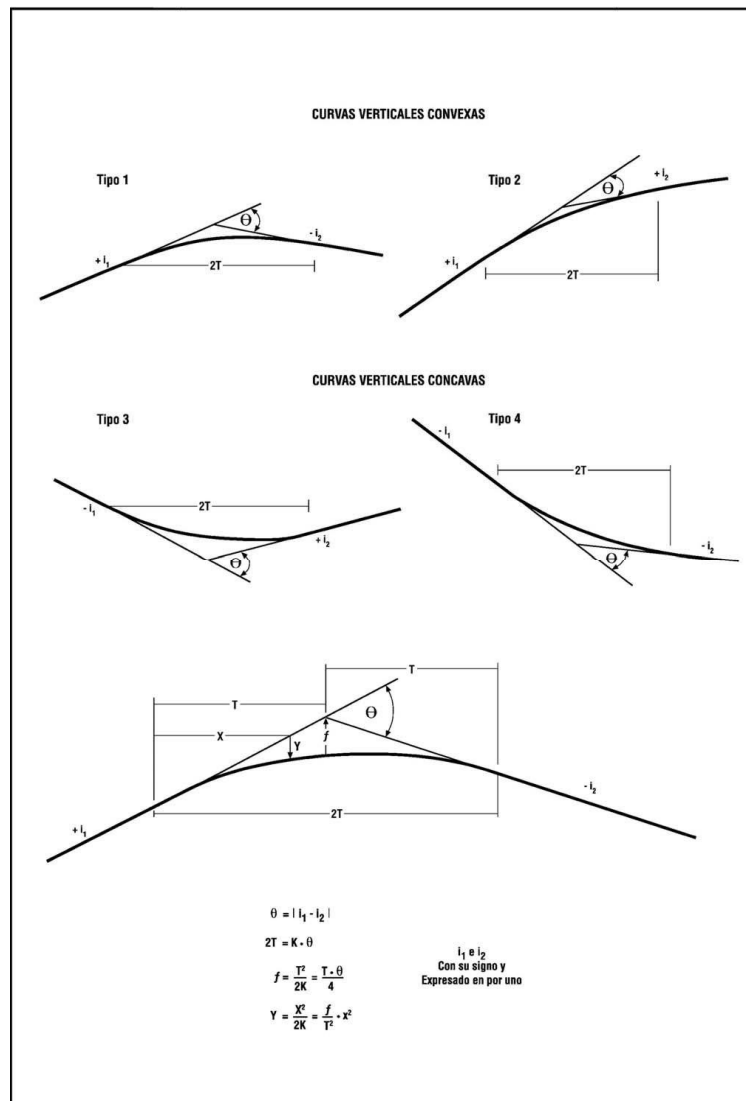 CURVAS VERTICALES CONVEXAS
Tipo 1
Tipo 2
θ
- i₂
+ i₁
2T
θ
+ i₂
+ i₁
2T
CURVAS VERTICALES CONCAVAS
Tipo 3
Tipo 4
- i₁
2T
+ i₂
θ
- i₁
2T
- i₂
θ
T
T
X
Y
f
θ
+ i₁
- i₂
2T
θ = | i₁ - i₂ |
2T = K • θ
f = T²/2K = T • θ/4
Y = X²/2K = f/T² • x²
i₁ e i₂
Con su signo y
Expresado en por uno